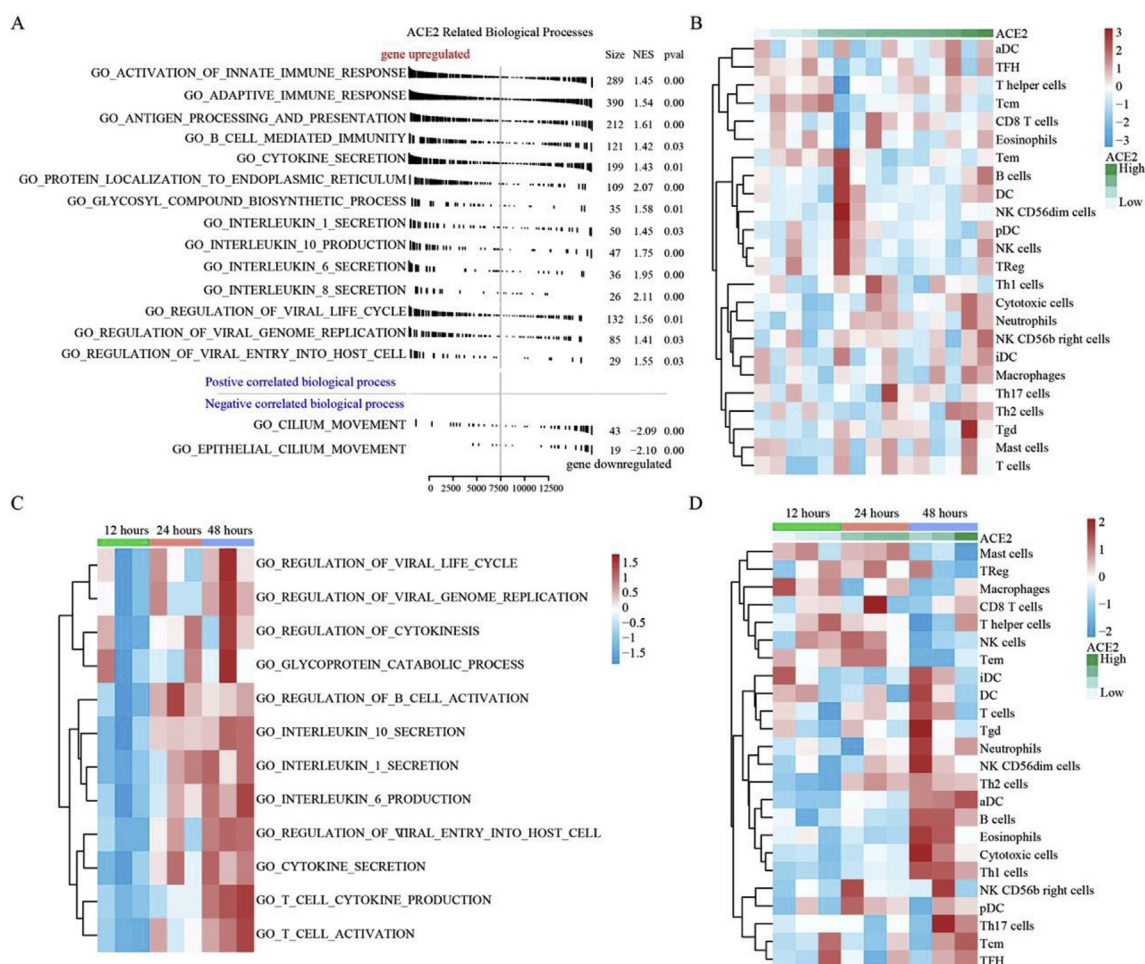 A
ACE2 Related Biological Processes
gene upregulated
Size NES pval
GO_ACTIVATION_OF_INNATE_IMMUNE_RESPONSE 289 1.45 0.00
GO_ADAPTIVE_IMMUNE_RESPONSE 390 1.54 0.00
GO_ANTIGEN_PROCESSING_AND_PRESENTATION 212 1.61 0.00
GO_B_CELL_MEDIATED_IMMUNITY 121 1.42 0.03
GO_CYTOKINE_SECRETION 199 1.43 0.01
GO_PROTEIN_LOCALIZATION_TO_ENDOPLASMIC_RETICULUM 109 2.07 0.00
GO_GLYCOSYL_COMPOUND_BIOSYNTHETIC_PROCESS 35 1.58 0.01
GO_INTERLEUKIN_1_SECRETION 50 1.45 0.03
GO_INTERLEUKIN_10_PRODUCTION 47 1.75 0.00
GO_INTERLEUKIN_6_SECRETION 36 1.95 0.00
GO_INTERLEUKIN_8_SECRETION 26 2.11 0.00
GO_REGULATION_OF_VIRAL_LIFE_CYCLE 132 1.56 0.01
GO_REGULATION_OF_VIRAL_GENOME_REPLICATION 85 1.41 0.03
GO_REGULATION_OF_VIRAL_ENTRY_INTO_HOST_CELL 29 1.55 0.03
Postive correlated biological process
Negative correlated biological process
GO_CILIUM_MOVEMENT 43 −2.09 0.00
GO_EPITHELIAL_CILIUM_MOVEMENT 19 −2.10 0.00
gene downregulated
0 2500 5000 7500 10000 12500
B
ACE2
aDC
TFH
T helper cells
Tcm
CD8 T cells
Eosinophils
Tem
B cells
DC
NK CD56dim cells
pDC
NK cells
TReg
Th1 cells
Cytotoxic cells
Neutrophils
NK CD56b right cells
iDC
Macrophages
Th17 cells
Th2 cells
Tgd
Mast cells
T cells
3
2
1
0
−1
−2
−3
ACE2
High
Low
C
12 hours 24 hours 48 hours
GO_REGULATION_OF_VIRAL_LIFE_CYCLE
GO_REGULATION_OF_VIRAL_GENOME_REPLICATION
GO_REGULATION_OF_CYTOKINESIS
GO_GLYCOPROTEIN_CATABOLIC_PROCESS
GO_REGULATION_OF_B_CELL_ACTIVATION
GO_INTERLEUKIN_10_SECRETION
GO_INTERLEUKIN_1_SECRETION
GO_INTERLEUKIN_6_PRODUCTION
GO_REGULATION_OF_VIRAL_ENTRY_INTO_HOST_CELL
GO_CYTOKINE_SECRETION
GO_T_CELL_CYTOKINE_PRODUCTION
GO_T_CELL_ACTIVATION
1.5
1
0.5
0
−0.5
−1
−1.5
D
12 hours 24 hours 48 hours
ACE2
Mast cells
TReg
Macrophages
CD8 T cells
T helper cells
NK cells
Tem
iDC
DC
T cells
Tgd
Neutrophils
NK CD56dim cells
Th2 cells
aDC
B cells
Eosinophils
Cytotoxic cells
Th1 cells
NK CD56b right cells
pDC
Th17 cells
Tcm
TFH
2
1
0
−1
−2
ACE2
High
Low